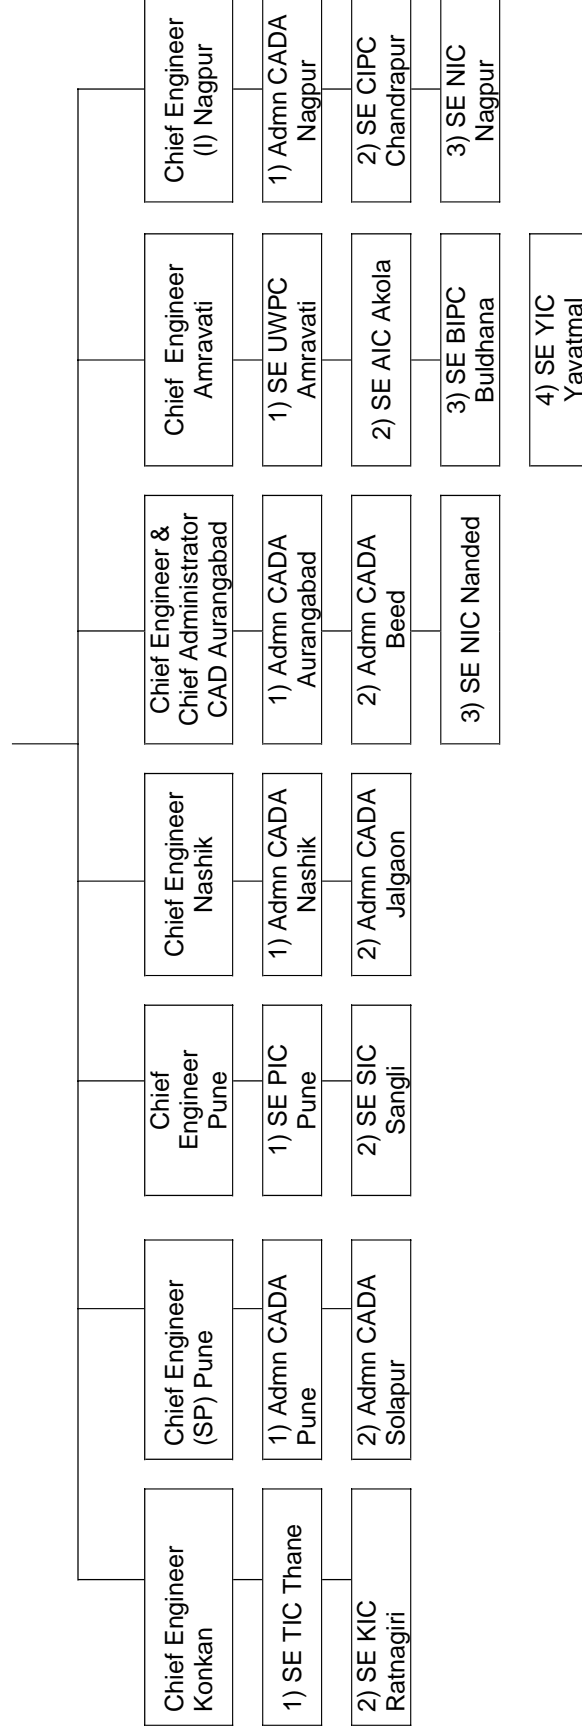 Chief Engineer
Konkan
1) SE TIC Thane
2) SE KIC
Ratnagiri
Chief Engineer
(SP) Pune
1) Admn CADA
Pune
2) Admn CADA
Solapur
Chief
Engineer
Pune
1) SE PIC
Pune
2) SE SIC
Sangli
Chief Engineer
Nashik
1) Admn CADA
Nashik
2) Admn CADA
Jalgaon
Chief Engineer &
Chief Administrator
CAD Aurangabad
1) Admn CADA
Aurangabad
2) Admn CADA
Beed
3) SE NIC Nanded
Chief Engineer
Amravati
1) SE UWPC
Amravati
2) SE AIC Akola
3) SE BIPC
Buldhana
4) SE YIC
Yavatmal
Chief Engineer
(I) Nagpur
1) Admn CADA
Nagpur
2) SE CIPC
Chandrapur
3) SE NIC
Nagpur